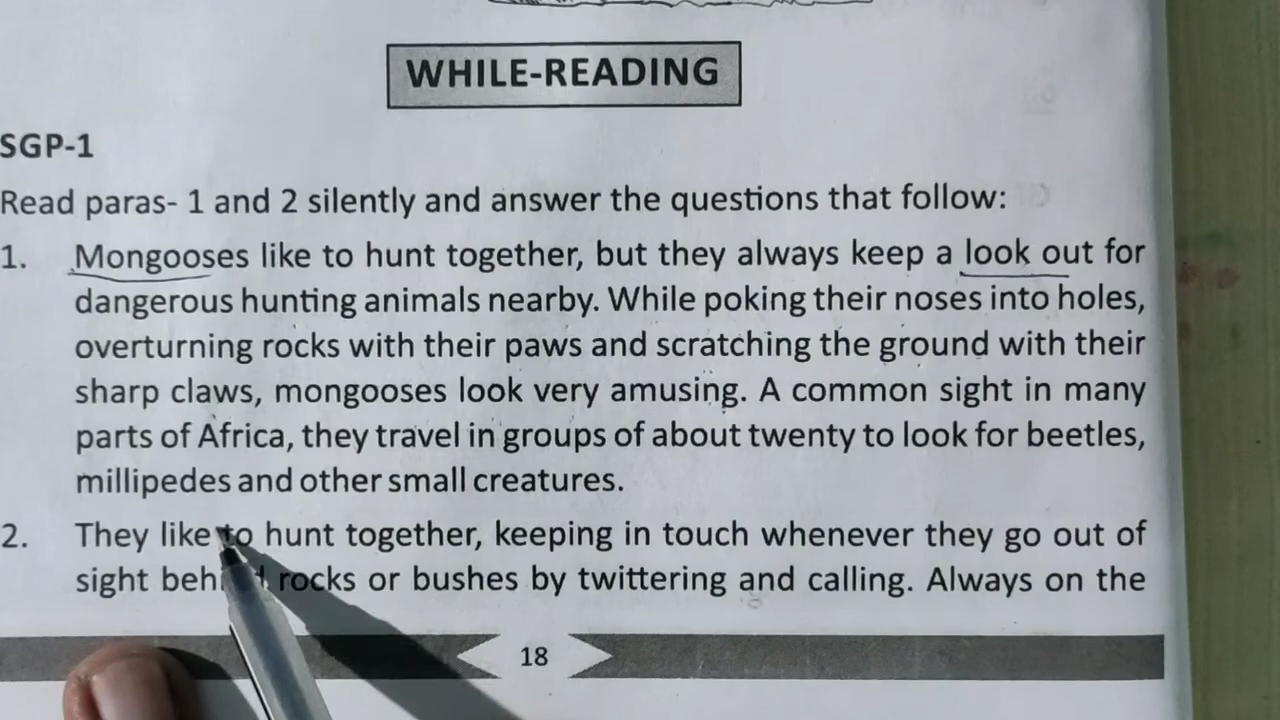 WHILE-READING
SGP-1
Read paras- 1 and 2 silently and answer the questions that follow:
1. Mongooses like to hunt together, but they always keep a look out for
dangerous hunting animals nearby. While poking their noses into holes,
overturning rocks with their paws and scratching the ground with their
sharp claws, mongooses look very amusing. A common sight in many
parts of Africa, they travel in groups of about twenty to look for beetles,
millipedes and other small creatures.
2. They like to hunt together, keeping in touch whenever they go out of
sight behind rocks or bushes by twittering and calling. Always on the
18